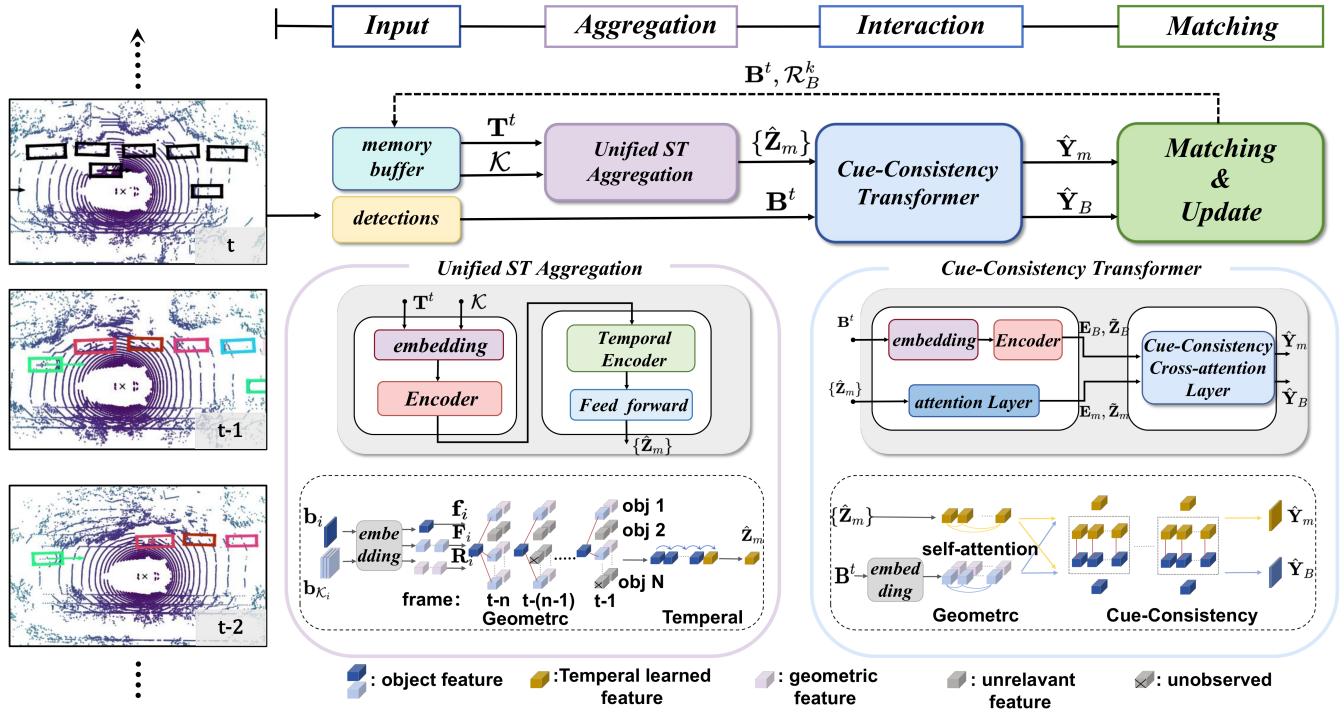 Input
Aggregation
Interaction
Matching
B^t, R_B^k
memory
buffer
T^t
K
Unified ST
Aggregation
{Ẑ_m}
Cue-Consistency
Transformer
Ŷ_m
Ŷ_B
Matching
&
Update
detections
B^t
t
t-1
t-2
Unified ST Aggregation
T^t
K
embedding
Encoder
Temporal
Encoder
Feed forward
{Ẑ_m}
Cue-Consistency Transformer
B^t
embedding
Encoder
E_B, Z̃_B
{Ẑ_m}
attention Layer
E_m, Z̃_m
Cue-Consistency
Cross-attention
Layer
Ŷ_m
Ŷ_B
b_i
b_{K_i}
embe
dding
f_i
F_i
R_i
obj 1
obj 2
obj N
Ẑ_m
frame:
t-n
t-(n-1)
t-1
Geometrc
Temperal
{Ẑ_m}
self-attention
B^t
embed
ding
Geometrc
Cue-Consistency
Ŷ_m
Ŷ_B
: object feature
:Temperal learned
feature
: geometric
feature
: unrelavant
feature
: unobserved